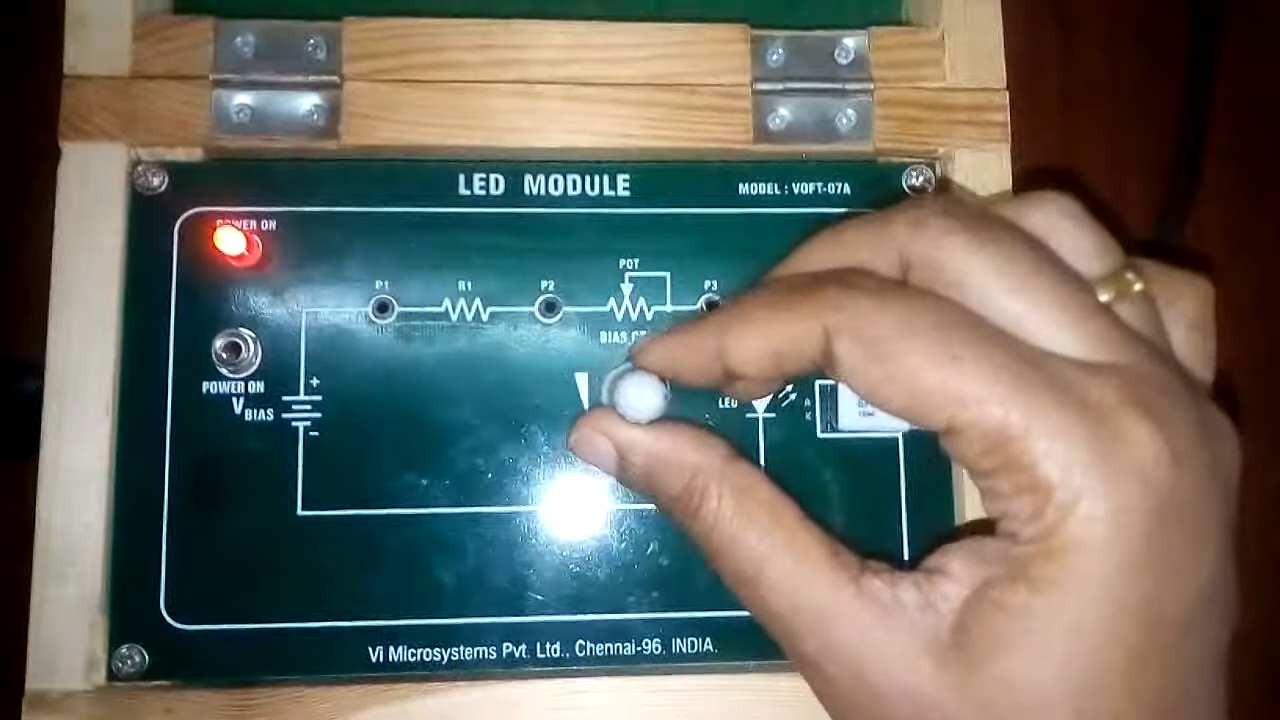 LED MODULE
MODEL : VOFT-07A
POWER ON
POT
P1
R1
P2
P3
BIAS
POWER ON
VBIAS
+
-
LED
A
K
Vi Microsystems Pvt. Ltd., Chennai-96. INDIA.